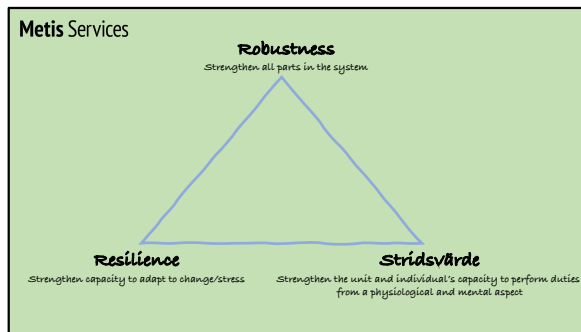 Metis Services
Robustness
Strengthen all parts in the system
Resilience
Strengthen capacity to adapt to change/stress
Stridsvärde
Strengthen the unit and individual's capacity to perform duties
from a physiological and mental aspect